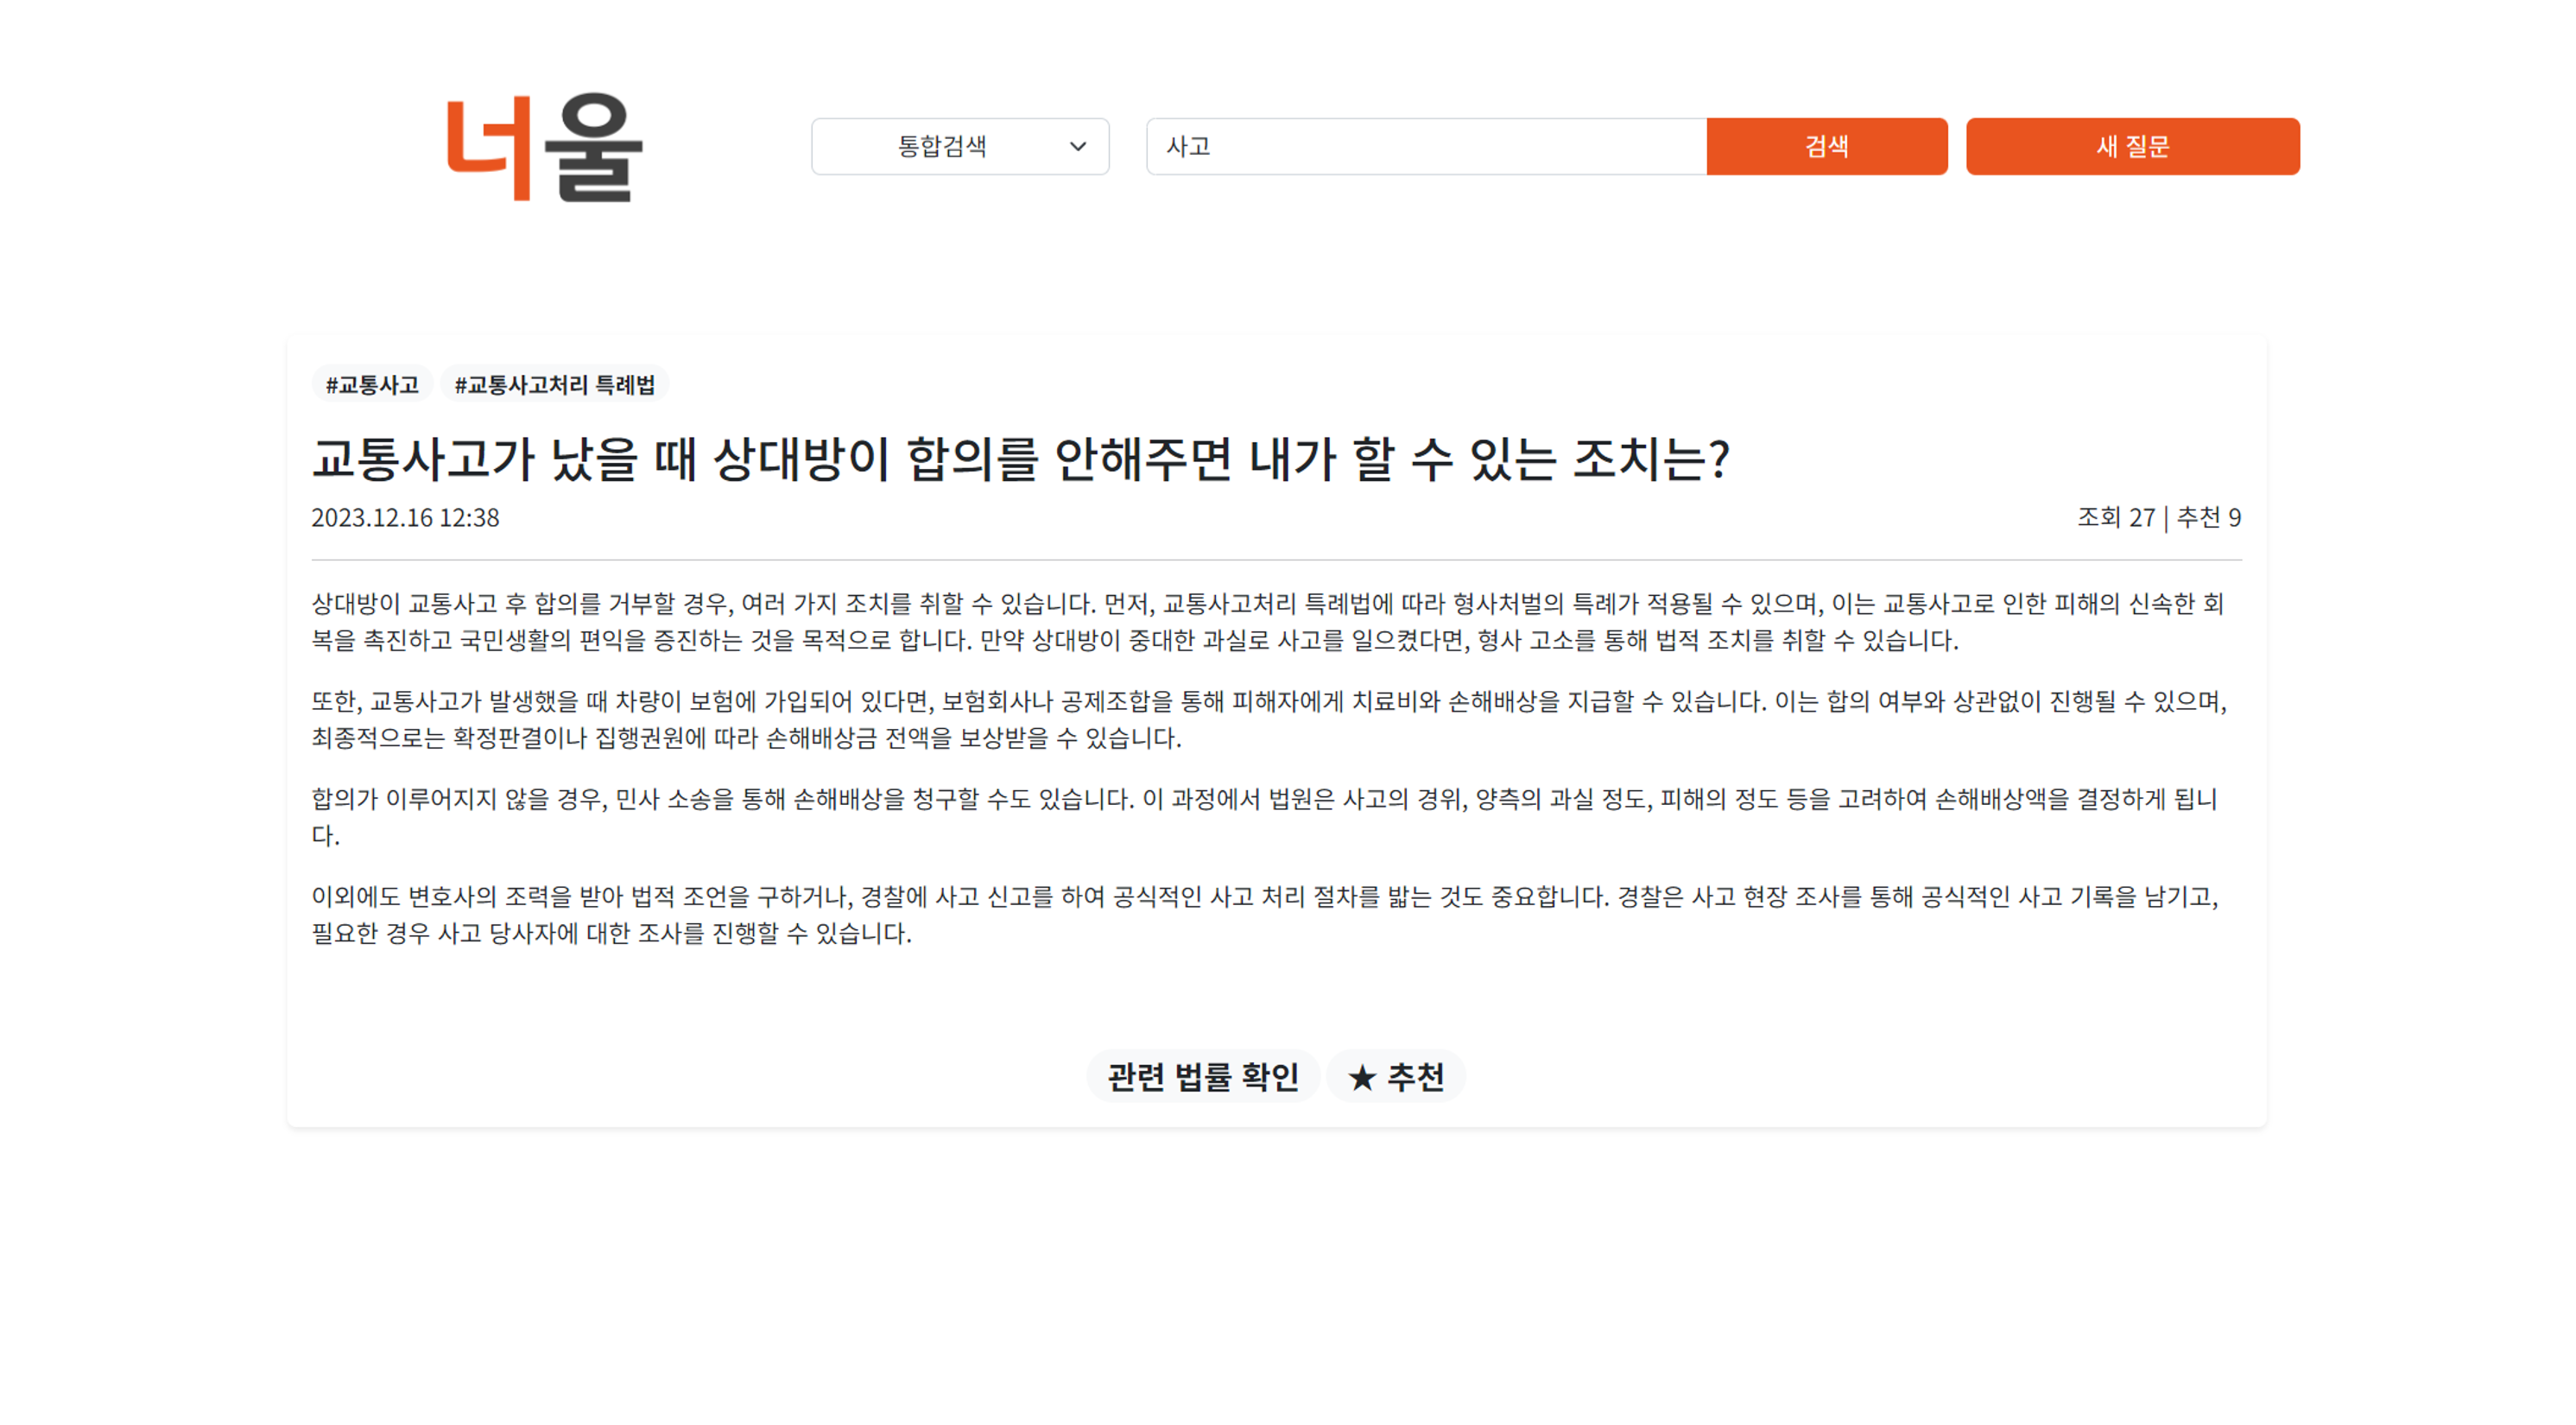 너울
통합검색
사고
검색
새 질문
#교통사고 #교통사고처리 특례법
교통사고가 났을 때 상대방이 합의를 안해주면 내가 할 수 있는 조치는?
2023.12.16 12:38
조회 27 | 추천 9
상대방이 교통사고 후 합의를 거부할 경우, 여러 가지 조치를 취할 수 있습니다. 먼저, 교통사고처리 특례법에 따라 형사처벌의 특례가 적용될 수 있으며, 이는 교통사고로 인한 피해의 신속한 회
복을 촉진하고 국민생활의 편익을 증진하는 것을 목적으로 합니다. 만약 상대방이 중대한 과실로 사고를 일으켰다면, 형사 고소를 통해 법적 조치를 취할 수 있습니다.
또한, 교통사고가 발생했을 때 차량이 보험에 가입되어 있다면, 보험회사나 공제조합을 통해 피해자에게 치료비와 손해배상을 지급할 수 있습니다. 이는 합의 여부와 상관없이 진행될 수 있으며,
최종적으로는 확정판결이나 집행권원에 따라 손해배상금 전액을 보상받을 수 있습니다.
합의가 이루어지지 않을 경우, 민사 소송을 통해 손해배상을 청구할 수도 있습니다. 이 과정에서 법원은 사고의 경위, 양측의 과실 정도, 피해의 정도 등을 고려하여 손해배상액을 결정하게 됩니
다.
이외에도 변호사의 조력을 받아 법적 조언을 구하거나, 경찰에 사고 신고를 하여 공식적인 사고 처리 절차를 밟는 것도 중요합니다. 경찰은 사고 현장 조사를 통해 공식적인 사고 기록을 남기고,
필요한 경우 사고 당사자에 대한 조사를 진행할 수 있습니다.
관련 법률 확인
★ 추천